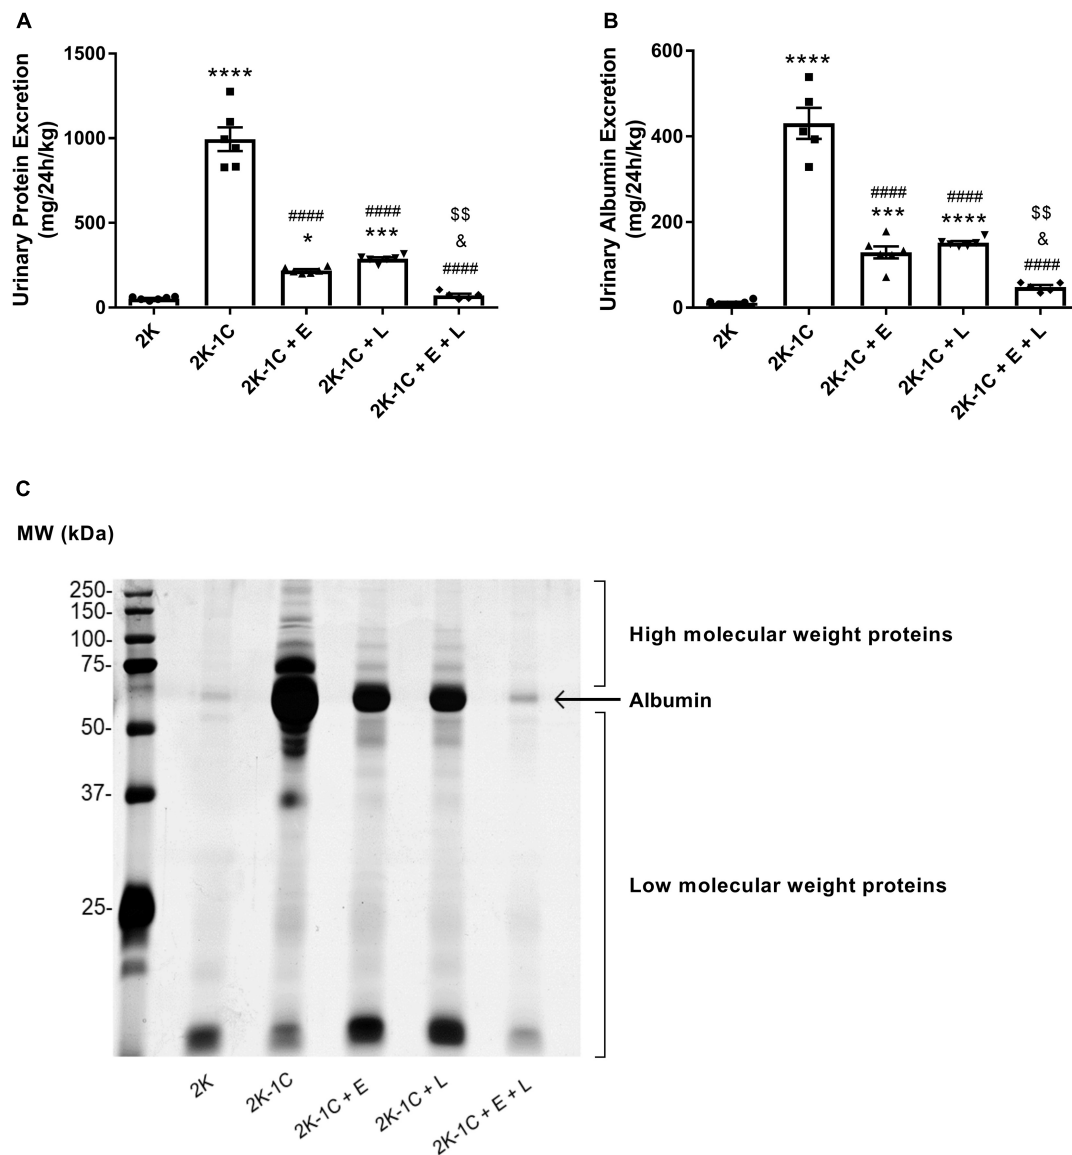 A
Urinary Protein Excretion
(mg/24h/kg)
1500
1000
500
0
****
####
*
####
***
$$
&
####
2K
2K-1C
2K-1C + E
2K-1C + L
2K-1C + E + L
B
Urinary Albumin Excretion
(mg/24h/kg)
600
400
200
0
****
####
***
####
****
$$
&
####
2K
2K-1C
2K-1C + E
2K-1C + L
2K-1C + E + L
C
MW (kDa)
250-
150-
100-
75-
50-
37-
25-
High molecular weight proteins
Albumin
Low molecular weight proteins
2K
2K-1C
2K-1C + E
2K-1C + L
2K-1C + E + L